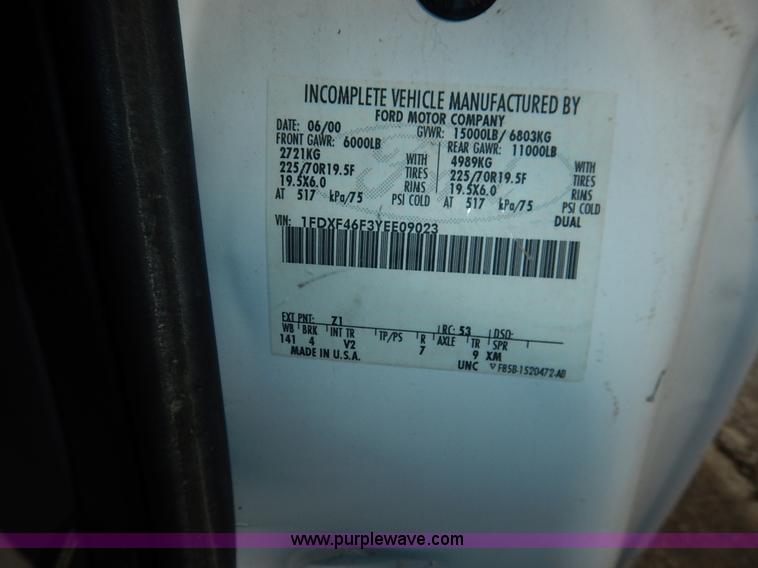 INCOMPLETE VEHICLE MANUFACTURED BY
FORD MOTOR COMPANY
DATE: 06/00 GVWR: 15000LB/ 6803KG
FRONT GAWR: 6000LB REAR GAWR: 11000LB
2721KG WITH 4989KG WITH
225/70R19.5F TIRES 225/70R19.5F TIRES
19.5X6.0 RIMS 19.5X6.0 RIMS
AT 517 kPa/75 PSI COLD AT 517 kPa/75 PSI COLD
DUAL
VIN: 1FDXF46F3YEE09023
EXT PNT: Z1 RC: 53 DSO:
WB BRK INT TR TP/PS R AXLE TR SPR
141 4 V2 7 9 XM
MADE IN U.S.A. UNC F85B-1520472-AB
www.purplewave.com